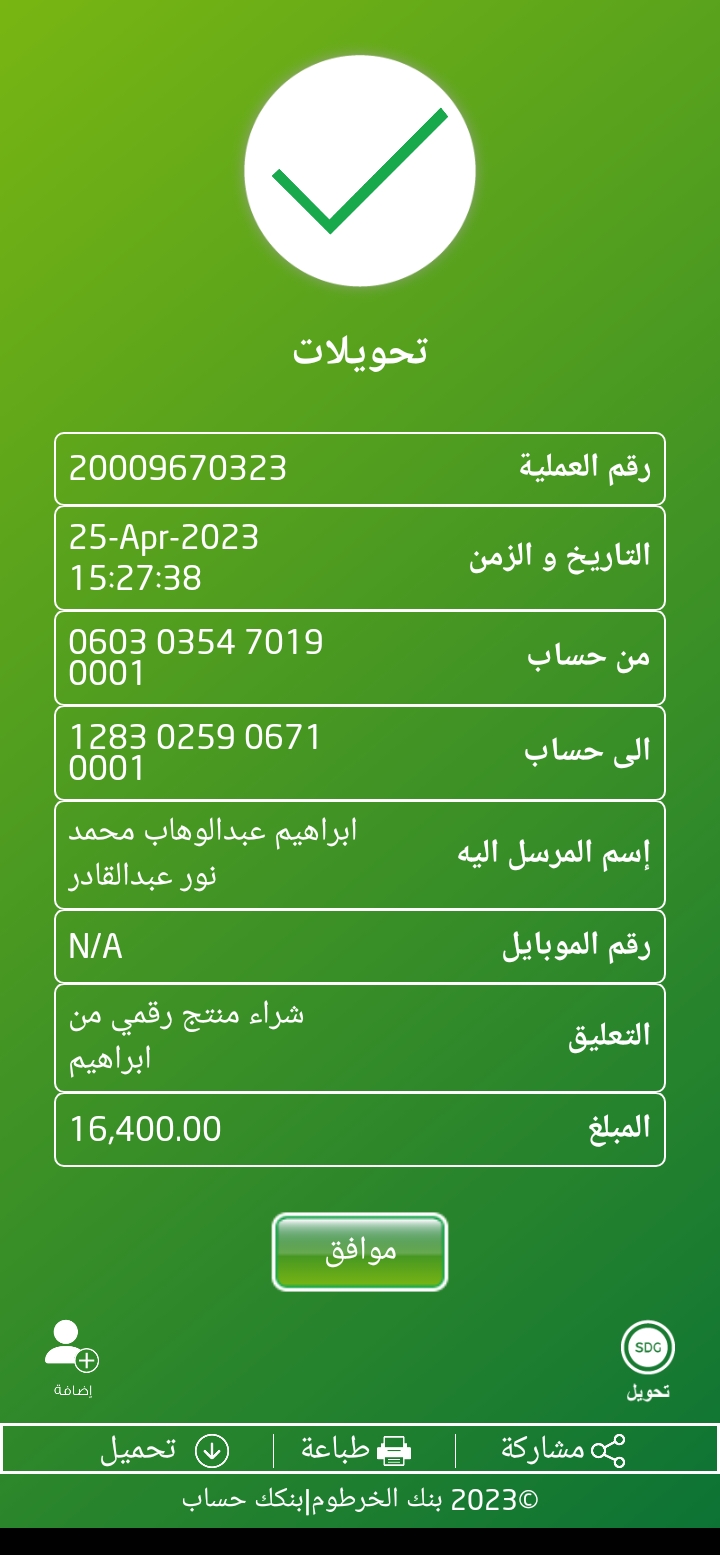 تحويلات
رقم العملية
20009670323
التاريخ و الزمن
25-Apr-2023
15:27:38
من حساب
0603 0354 7019
0001
الى حساب
1283 0259 0671
0001
إسم المرسل اليه
ابراهيم عبدالوهاب محمد
نور عبدالقادر
رقم الموبايل
N/A
التعليق
شراء منتج رقمي من
ابراهيم
المبلغ
16,400.00
موافق
SDG
تحويل
إضافة
مشاركة
طباعة
تحميل
©2023 بنك الخرطوم|بنكك حساب